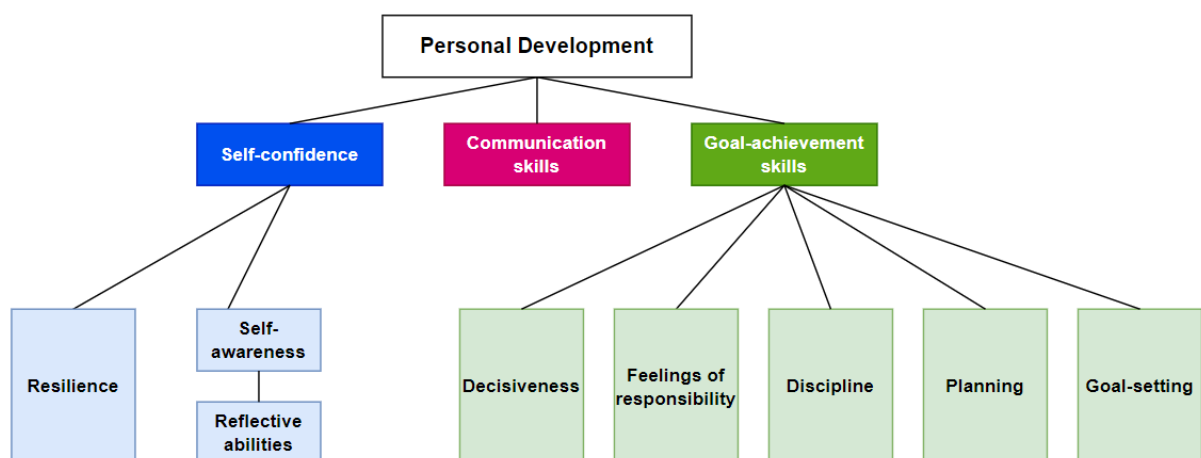 Personal Development
Self-confidence
Communication
skills
Goal-achievement
skills
Resilience
Self-
awareness
Reflective
abilities
Decisiveness
Feelings of
responsibility
Discipline
Planning
Goal-setting